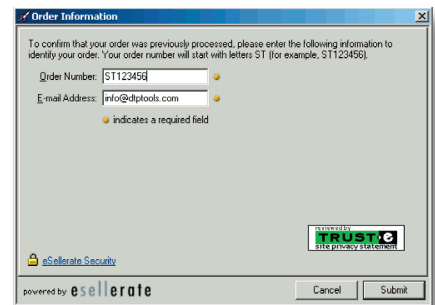 Order Information
To confirm that your order was previously processed, please enter the following information to
identify your order. Your order number will start with letters ST (for example, ST123456).
Order Number: ST123456
E-mail Address: info@dtptools.com
indicates a required field
reviewed by
TRUSTe
site privacy statement
eSellerate Security
powered by esellerate
Cancel Submit